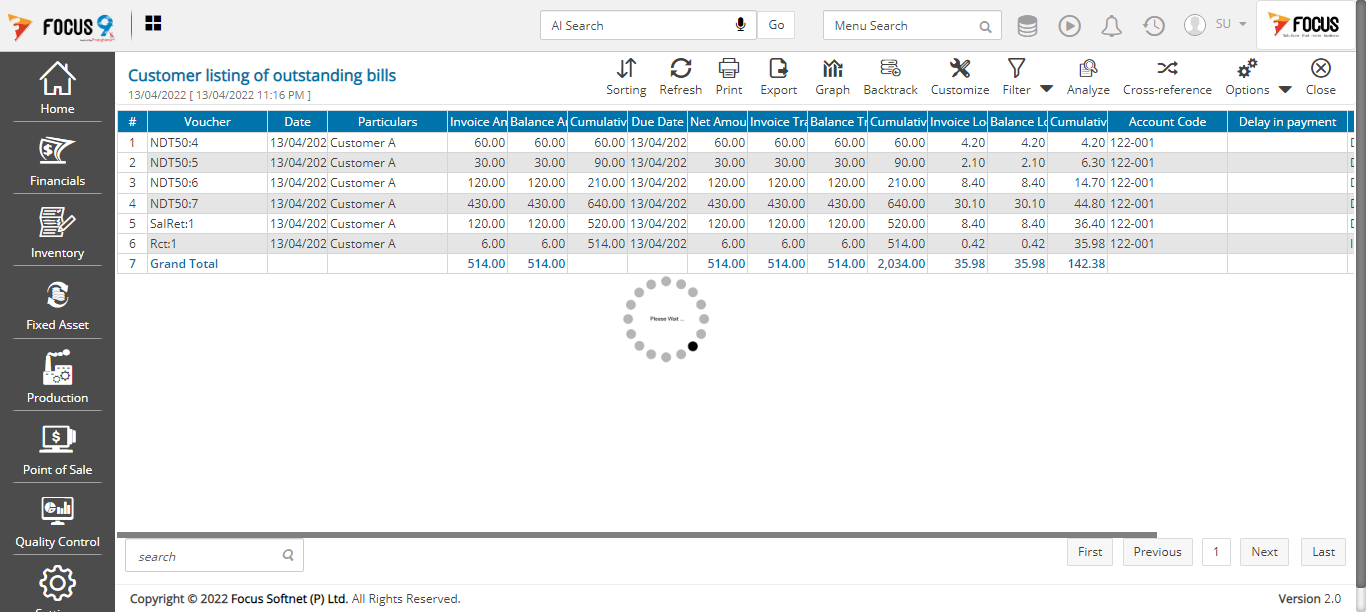 FOCUS 9
AI Search
Go
Menu Search
SU
FOCUS
Home
Financials
Inventory
Fixed Asset
Production
Point of Sale
Quality Control
Customer listing of outstanding bills
13/04/2022 [ 13/04/2022 11:16 PM ]
Sorting Refresh Print Export Graph Backtrack Customize Filter Analyze Cross-reference Options Close
# Voucher Date Particulars Invoice An Balance A Cumulativ Due Date Net Amou Invoice Tra Balance Tr Cumulativ Invoice Lo Balance Lo Cumulativ Account Code Delay in payment
1 NDT50:4 13/04/202 Customer A 60.00 60.00 60.00 13/04/202 60.00 60.00 60.00 60.00 4.20 4.20 4.20 122-001
2 NDT50:5 13/04/202 Customer A 30.00 30.00 90.00 13/04/202 30.00 30.00 30.00 90.00 2.10 2.10 6.30 122-001
3 NDT50:6 13/04/202 Customer A 120.00 120.00 210.00 13/04/202 120.00 120.00 120.00 210.00 8.40 8.40 14.70 122-001
4 NDT50:7 13/04/202 Customer A 430.00 430.00 640.00 13/04/202 430.00 430.00 430.00 640.00 30.10 30.10 44.80 122-001
5 SalRet:1 13/04/202 Customer A 120.00 120.00 520.00 13/04/202 120.00 120.00 120.00 520.00 8.40 8.40 36.40 122-001
6 Rct:1 13/04/202 Customer A 6.00 6.00 514.00 13/04/202 6.00 6.00 6.00 514.00 0.42 0.42 35.98 122-001
7 Grand Total 514.00 514.00 514.00 514.00 514.00 2,034.00 35.98 35.98 142.38
Please Wait ...
search
First Previous 1 Next Last
Copyright © 2022 Focus Softnet (P) Ltd. All Rights Reserved.
Version 2.0